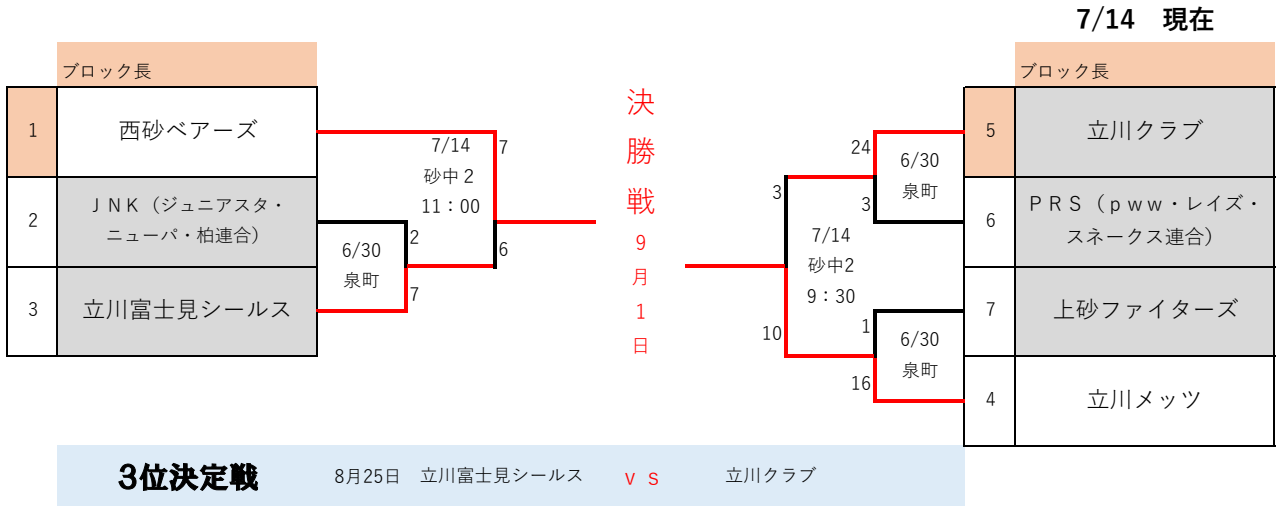 7/14　現在
ブロック長
1
西砂ベアーズ
2
ＪＮＫ（ジュニアスタ・
ニューパ・柏連合）
3
立川富士見シールス
6/30
泉町
2
7
7/14
砂中２
11：00
7
6
決
勝
戦
9
月
1
日
ブロック長
5
立川クラブ
6
ＰＲＳ（ｐｗｗ・レイズ・
スネークス連合）
7
上砂ファイターズ
4
立川メッツ
24
6/30
泉町
3
3
7/14
砂中2
9：30
10
1
6/30
泉町
16
3位決定戦　8月25日　立川富士見シールス　ｖｓ　立川クラブ